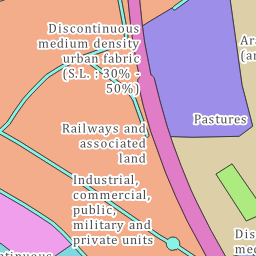 Discontinuous
medium density
urban fabric
(S.L. : 30% -
50%)
Pastures
Railways and
associated
land
Industrial,
commercial,
public,
military and
private units